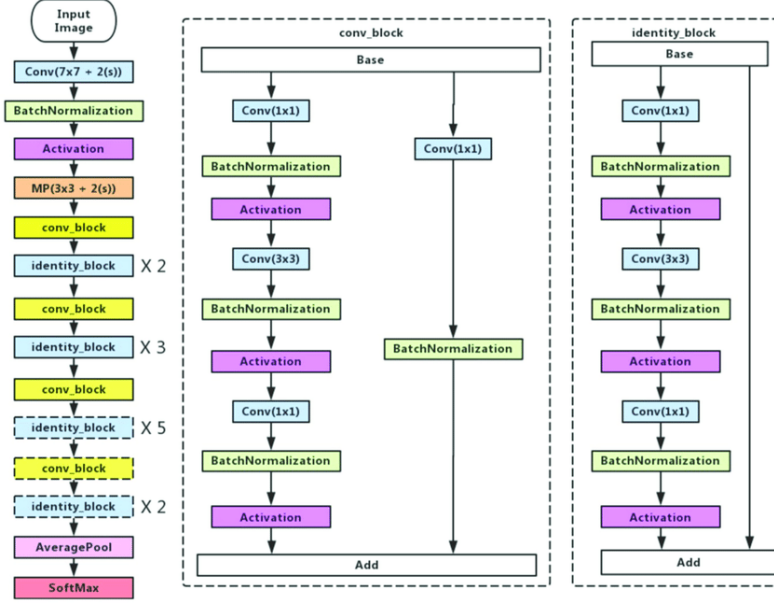 Input
Image
Conv(7x7 + 2(s))
BatchNormalization
Activation
MP(3x3 + 2(s))
conv_block
identity_block X 2
conv_block
identity_block X 3
conv_block
identity_block X 5
conv_block
identity_block X 2
AveragePool
SoftMax
conv_block
Base
Conv(1x1)
BatchNormalization
Activation
Conv(3x3)
BatchNormalization
Activation
Conv(1x1)
BatchNormalization
Activation
Conv(1x1)
BatchNormalization
Add
identity_block
Base
Conv(1x1)
BatchNormalization
Activation
Conv(3x3)
BatchNormalization
Activation
Conv(1x1)
BatchNormalization
Activation
Add